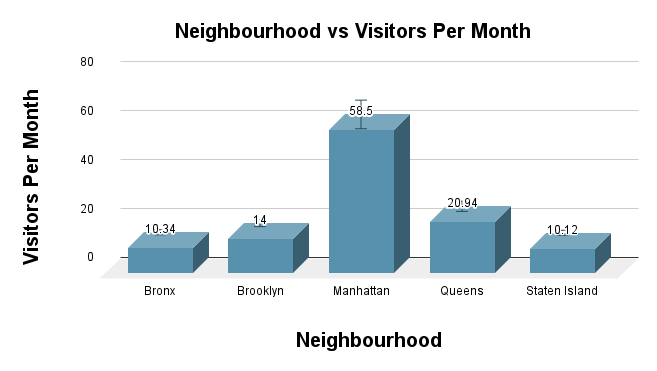 Neighbourhood vs Visitors Per Month
Visitors Per Month
80
60
40
20
0
10.34
14
58.5
20.94
10.12
Bronx
Brooklyn
Manhattan
Queens
Staten Island
Neighbourhood